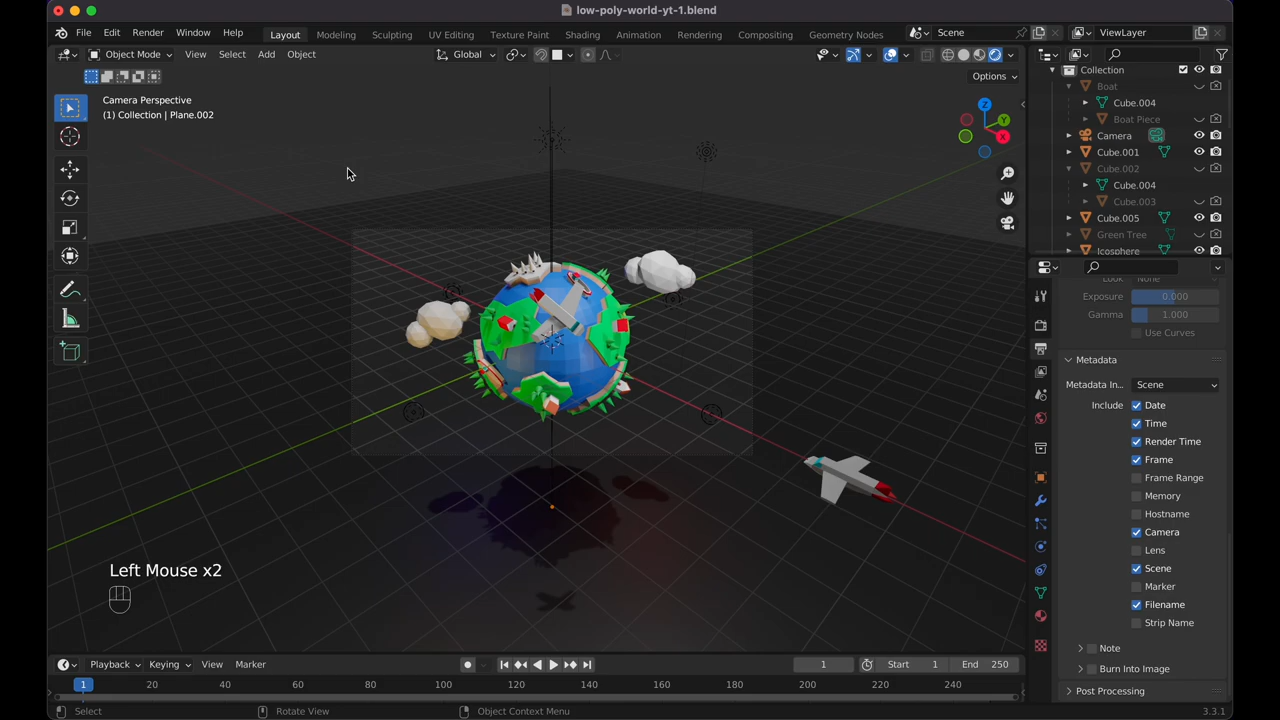 low-poly-world-yt-1.blend
File Edit Render Window Help Layout Modeling Sculpting UV Editing Texture Paint Shading Animation Rendering Compositing Geometry Nodes Scene ViewLayer
Object Mode View Select Add Object Global
Options
Camera Perspective
(1) Collection | Plane.002
Z
Y
X
Left Mouse x2
Collection
Boat
Cube.004
Boat Piece
Camera
Cube.001
Cube.002
Cube.004
Cube.003
Cube.005
Green Tree
Icosphere
Look None
Exposure 0.000
Gamma 1.000
Use Curves
Metadata
Metadata In... Scene
Include Date
Time
Render Time
Frame
Frame Range
Memory
Hostname
Camera
Lens
Scene
Marker
Filename
Strip Name
Note
Burn Into Image
Post Processing
Playback Keying View Marker 1 Start 1 End 250
1 20 40 60 80 100 120 140 160 180 200 220 240
Select Rotate View Object Context Menu 3.3.1